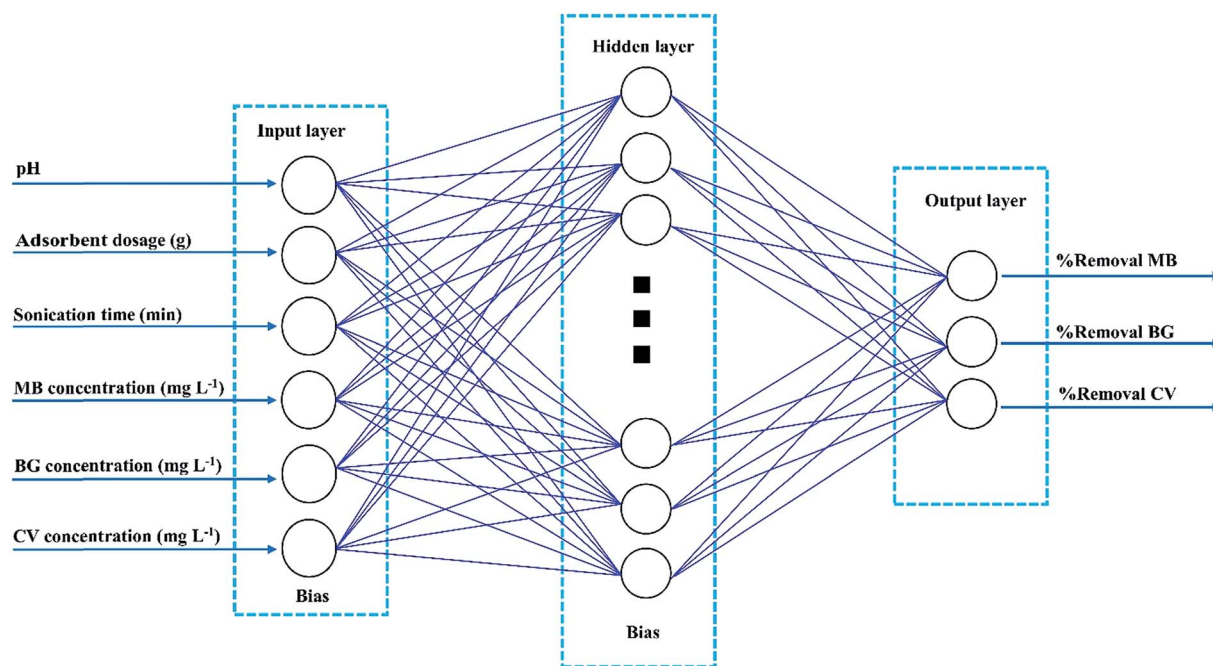 Hidden layer
Input layer
pH
Adsorbent dosage (g)
Sonication time (min)
MB concentration (mg L⁻¹)
BG concentration (mg L⁻¹)
CV concentration (mg L⁻¹)
Bias
Bias
Output layer
%Removal MB
%Removal BG
%Removal CV